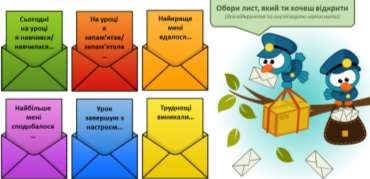 Сьогодні
на уроці
я навчився/
навчилася...
На уроці
я
запам'ятав/
запам'ятала
...
Найкраще
мені
вдалося...
Обери лист, який ти хочеш відкрити
Найбільше
мені
сподобалося
...
Урок
завершую з
настроєм...
Труднощі
виникали...